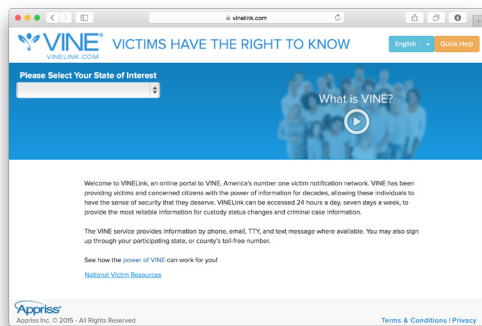 vinelink.com
VINE®
VINELINK.COM
VICTIMS HAVE THE RIGHT TO KNOW
English
Quick Help
Please Select Your State of Interest
What is VINE?
Welcome to VINELink, an online portal to VINE, America's number one victim notification network. VINE has been
providing victims and concerned citizens with the power of information for decades, allowing these individuals to
have the sense of security that they deserve. VINELink can be accessed 24 hours a day, seven days a week, to
provide the most reliable information for custody status changes and criminal case information.
The VINE service provides information by phone, email, TTY, and text message where available. You may also sign
up through your participating state, or county's toll-free number.
See how the power of VINE can work for you!
National Victim Resources
Appriss®
Appriss Inc. © 2015 - All Rights Reserved
Terms & Conditions | Privacy